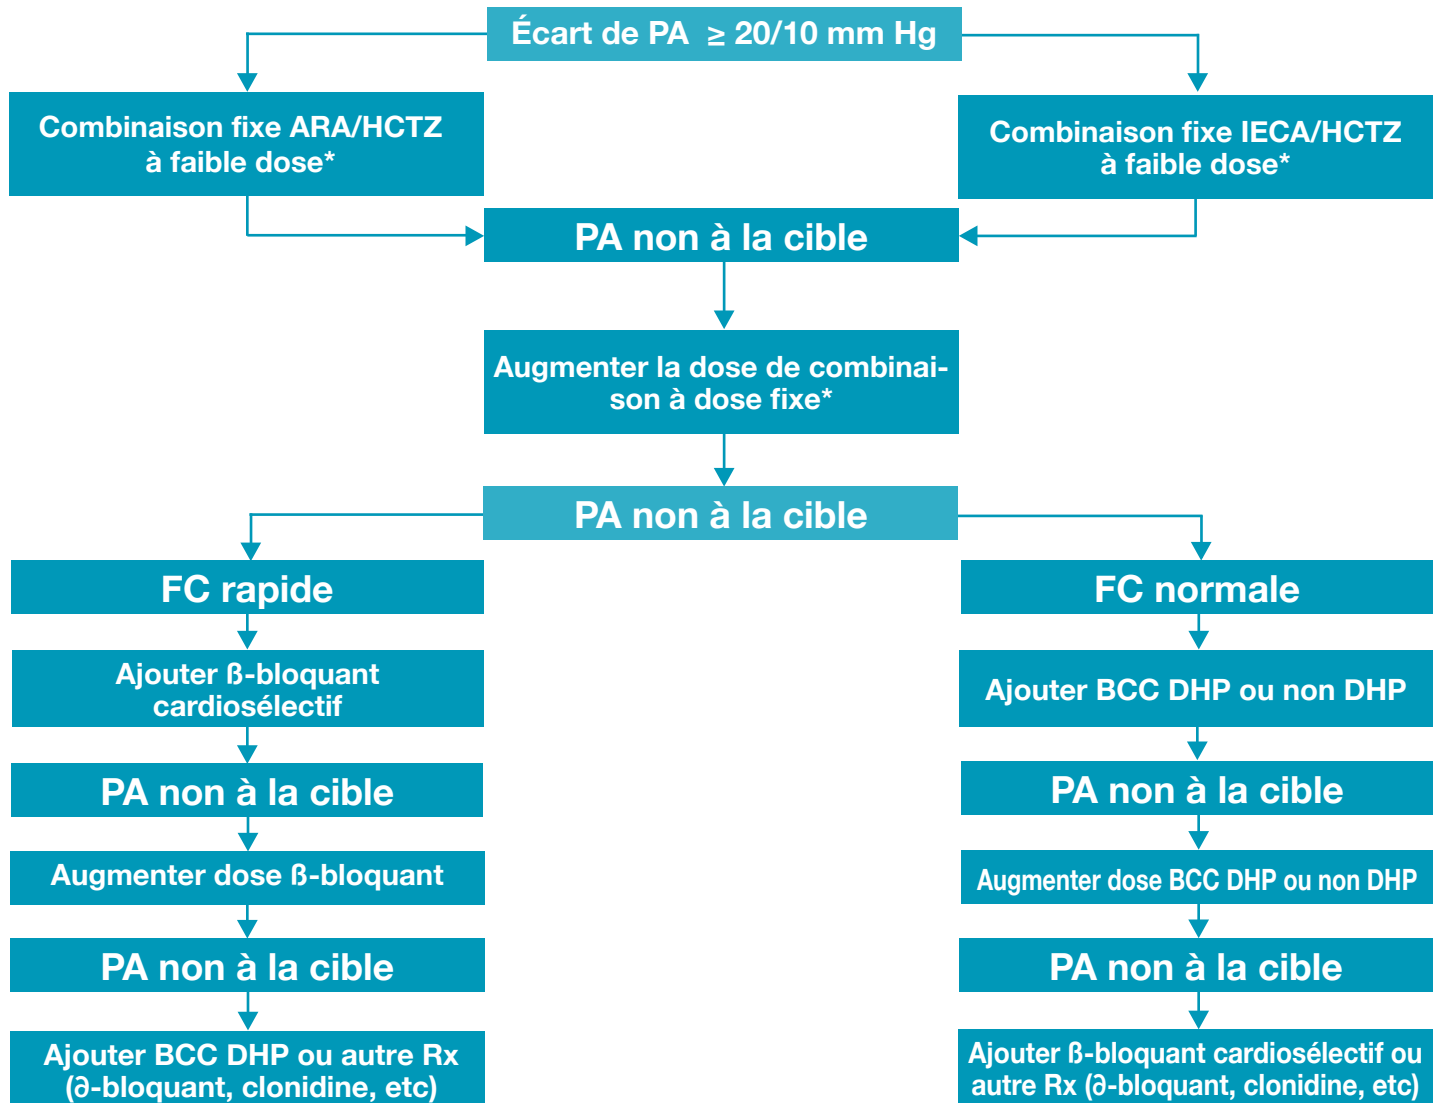 Écart de PA ≥ 20/10 mm Hg
Combinaison fixe ARA/HCTZ
à faible dose*
Combinaison fixe IECA/HCTZ
à faible dose*
PA non à la cible
Augmenter la dose de combinai-
son à dose fixe*
PA non à la cible
FC rapide
Ajouter ß-bloquant
cardiosélectif
PA non à la cible
Augmenter dose ß-bloquant
PA non à la cible
Ajouter BCC DHP ou autre Rx
(∂-bloquant, clonidine, etc)
FC normale
Ajouter BCC DHP ou non DHP
PA non à la cible
Augmenter dose BCC DHP ou non DHP
PA non à la cible
Ajouter ß-bloquant cardiosélectif ou
autre Rx (∂-bloquant, clonidine, etc)